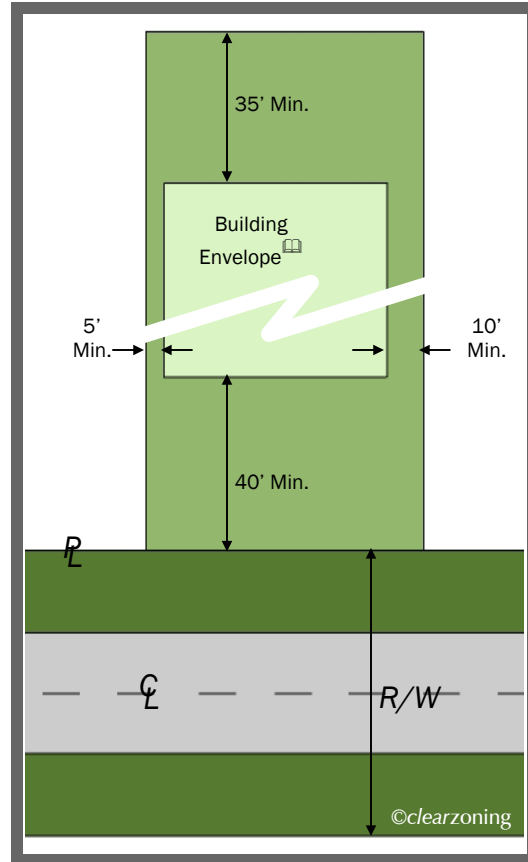 35’ Min.
Building
Envelope
5’
Min.
10’
Min.
40’ Min.
PL
CL
R/W
©clearzoning